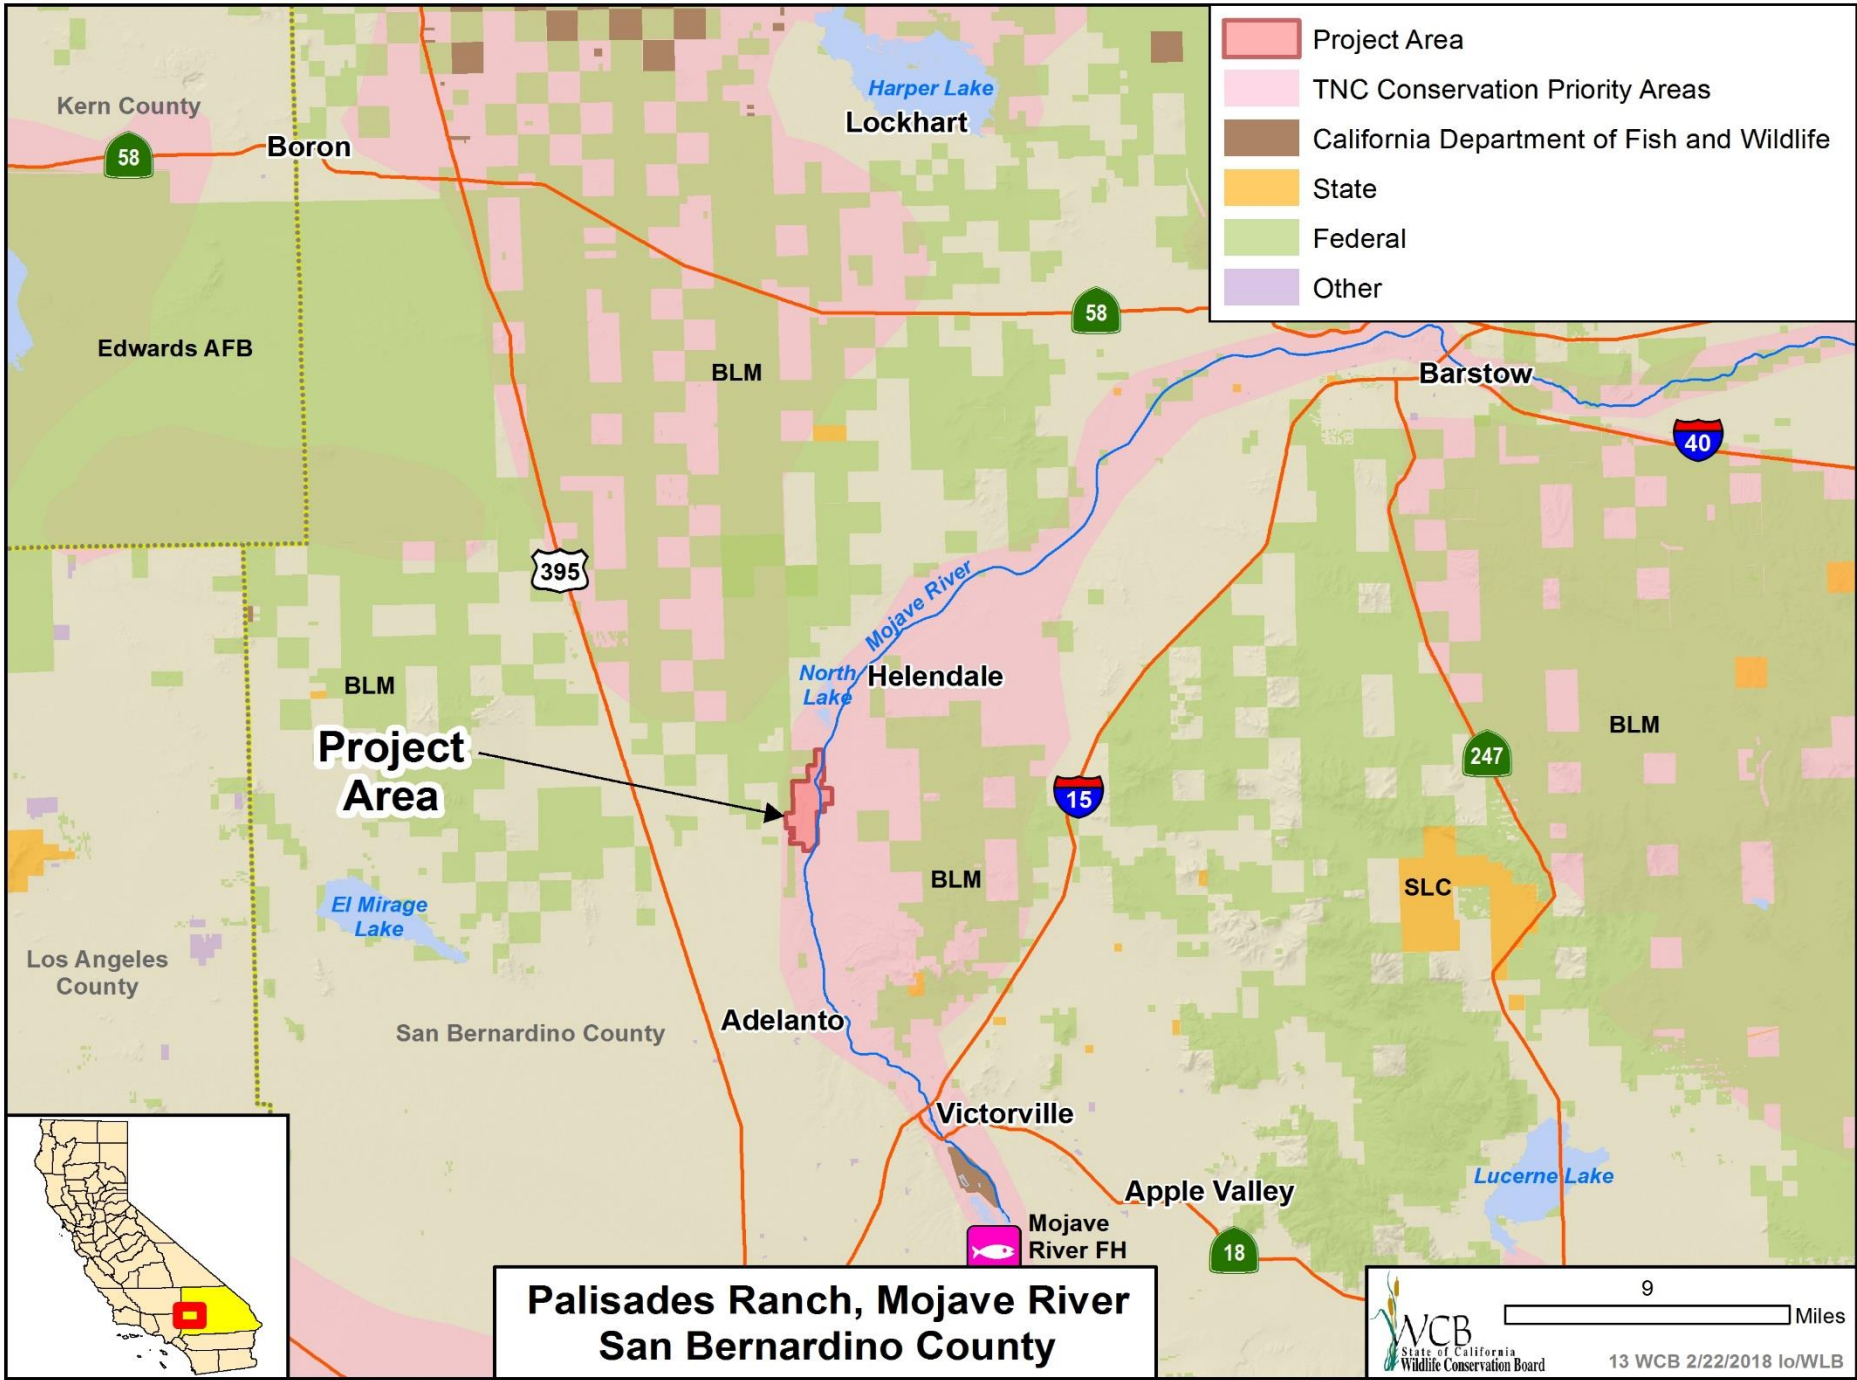 Project Area
TNC Conservation Priority Areas
California Department of Fish and Wildlife
State
Federal
Other
Kern County
58
Boron
Harper Lake
Lockhart
58
Edwards AFB
BLM
Barstow
40
395
Mojave River
North
Lake
Helendale
BLM
Project
Area
BLM
247
15
BLM
SLC
El Mirage
Lake
Los Angeles
County
San Bernardino County
Adelanto
Victorville
Apple Valley
Lucerne Lake
Mojave
River FH
18
Palisades Ranch, Mojave River
San Bernardino County
9
Miles
WCB
State of California
Wildlife Conservation Board
13 WCB 2/22/2018 lo/WLB